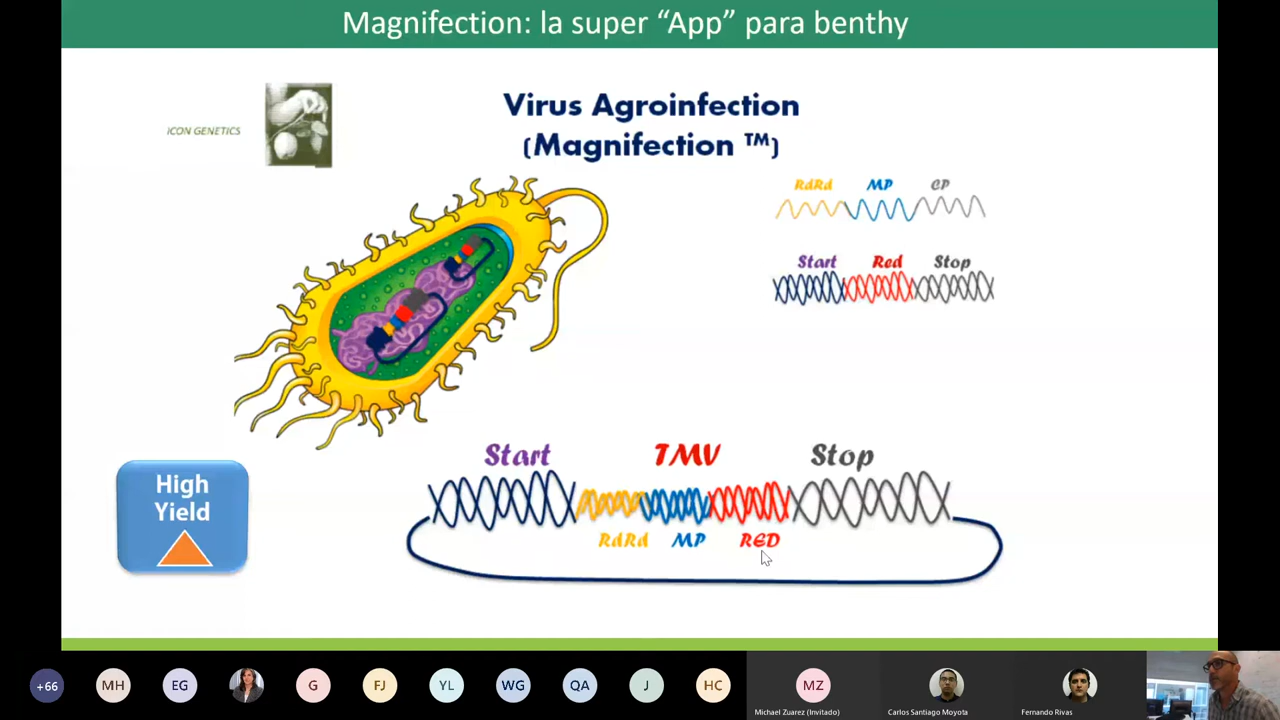 Magnifection: la super “App” para benthy
iCON GENETICS
Virus Agroinfection
(Magnifection ™)
RdRd MP CP
Start Red Stop
Start TMV Stop
RdRd MP RED
High
Yield
+66 MH EG G FJ YL WG QA J HC MZ
Michael Zuarez (Invitado) Carlos Santiago Moyota Fernando Rivas